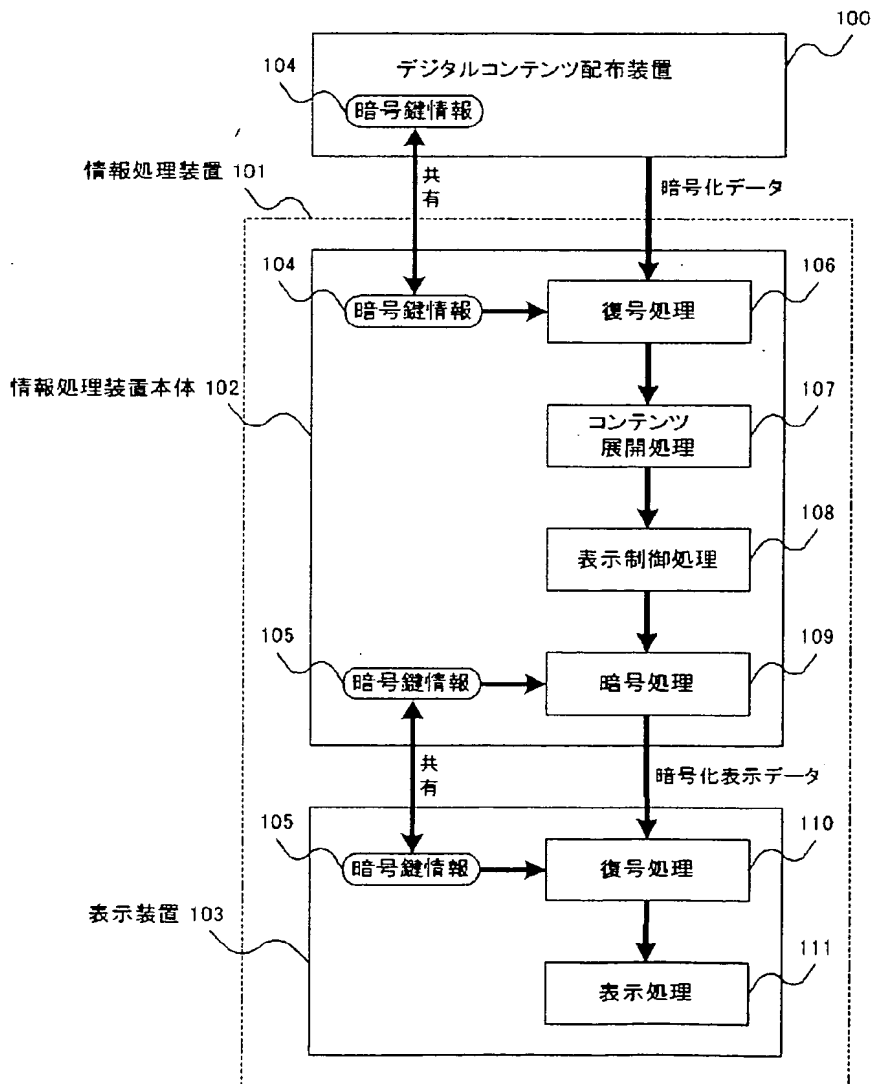 100
デジタルコンテンツ配布装置
104
暗号鍵情報
情報処理装置 101
共有
暗号化データ
104
暗号鍵情報
106
復号処理
情報処理装置本体 102
107
コンテンツ
展開処理
108
表示制御処理
105
109
暗号鍵情報
暗号処理
共有
暗号化表示データ
105
110
暗号鍵情報
復号処理
表示装置 103
111
表示処理